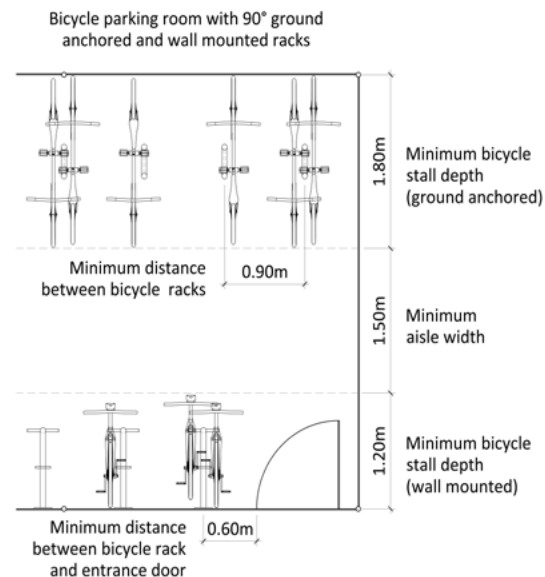 Bicycle parking room with 90° ground
anchored and wall mounted racks
1.80m
Minimum bicycle
stall depth
(ground anchored)
Minimum distance
between bicycle racks
0.90m
1.50m
Minimum
aisle width
1.20m
Minimum bicycle
stall depth
(wall mounted)
Minimum distance
between bicycle rack
and entrance door
0.60m